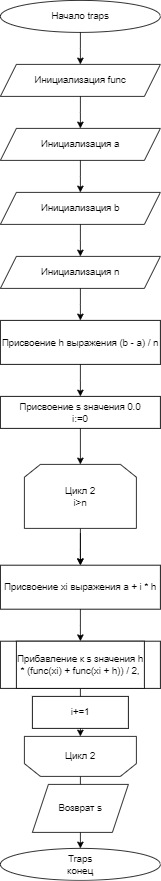 Начало traps
Инициализация func
Инициализация a
Инициализация b
Инициализация n
Присвоение h выражения (b - a) / n
Присвоение s значения 0.0
i:=0
Цикл 2
i>n
Присвоение xi выражения a + i * h
Прибавление к s значения h
* (func(xi) + func(xi + h)) / 2,
i+=1
Цикл 2
Возврат s
Traps
конец